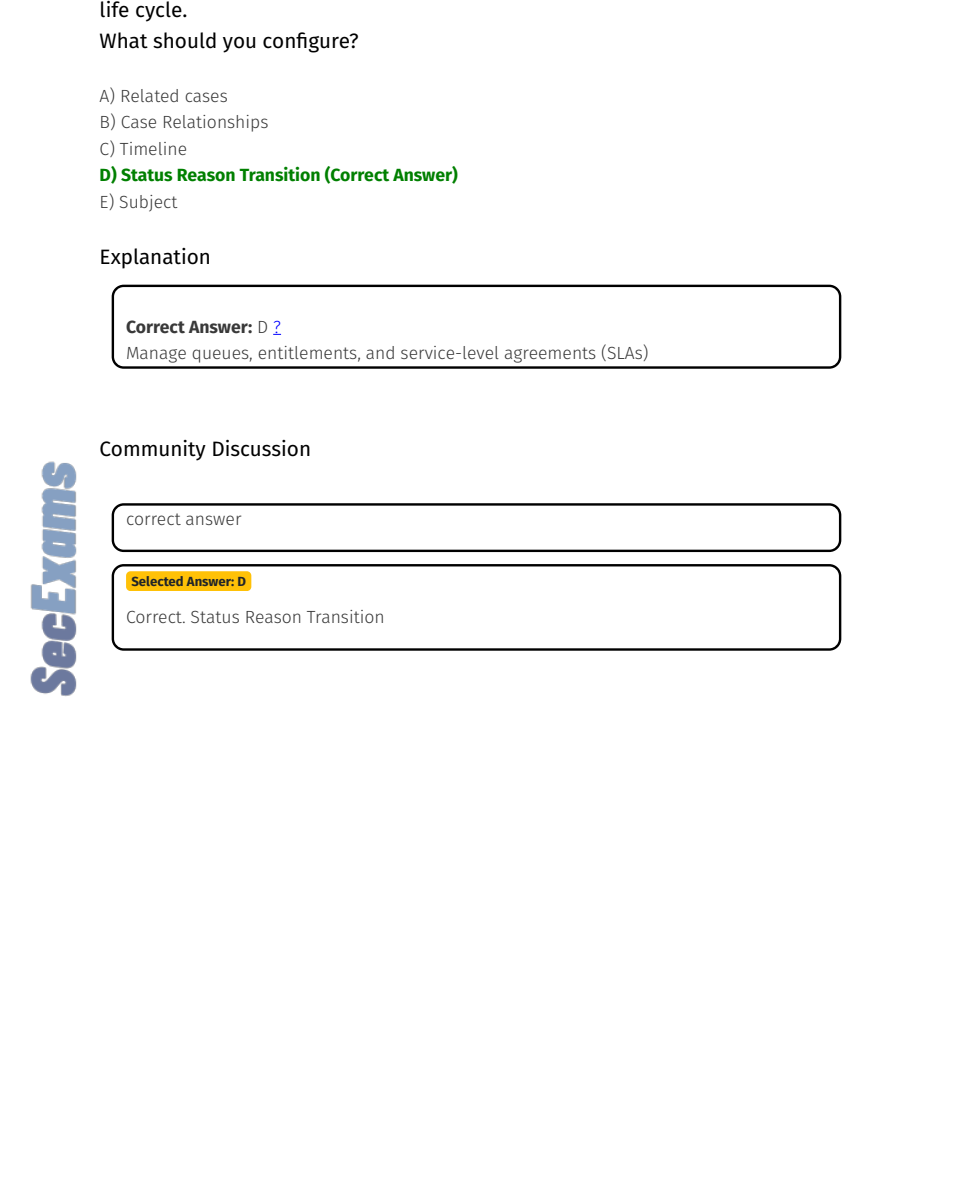 life cycle.
What should you configure?
A) Related cases
B) Case Relationships
C) Timeline
D) Status Reason Transition (Correct Answer)
E) Subject
Explanation
Correct Answer: D ?
Manage queues, entitlements, and service-level agreements (SLAs)
Community Discussion
correct answer
Selected Answer: D
Correct. Status Reason Transition
SecExams